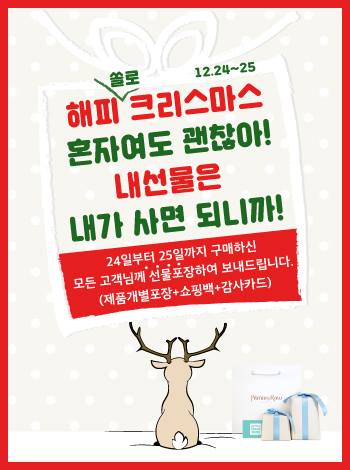 쏠로 12.24~25
해피 크리스마스
혼자여도 괜찮아!
내선물은
내가 사면 되니까!
24일부터 25일까지 구매하신
모든 고객님께 선물포장하여 보내드립니다.
(제품개별포장+쇼핑백+감사카드)